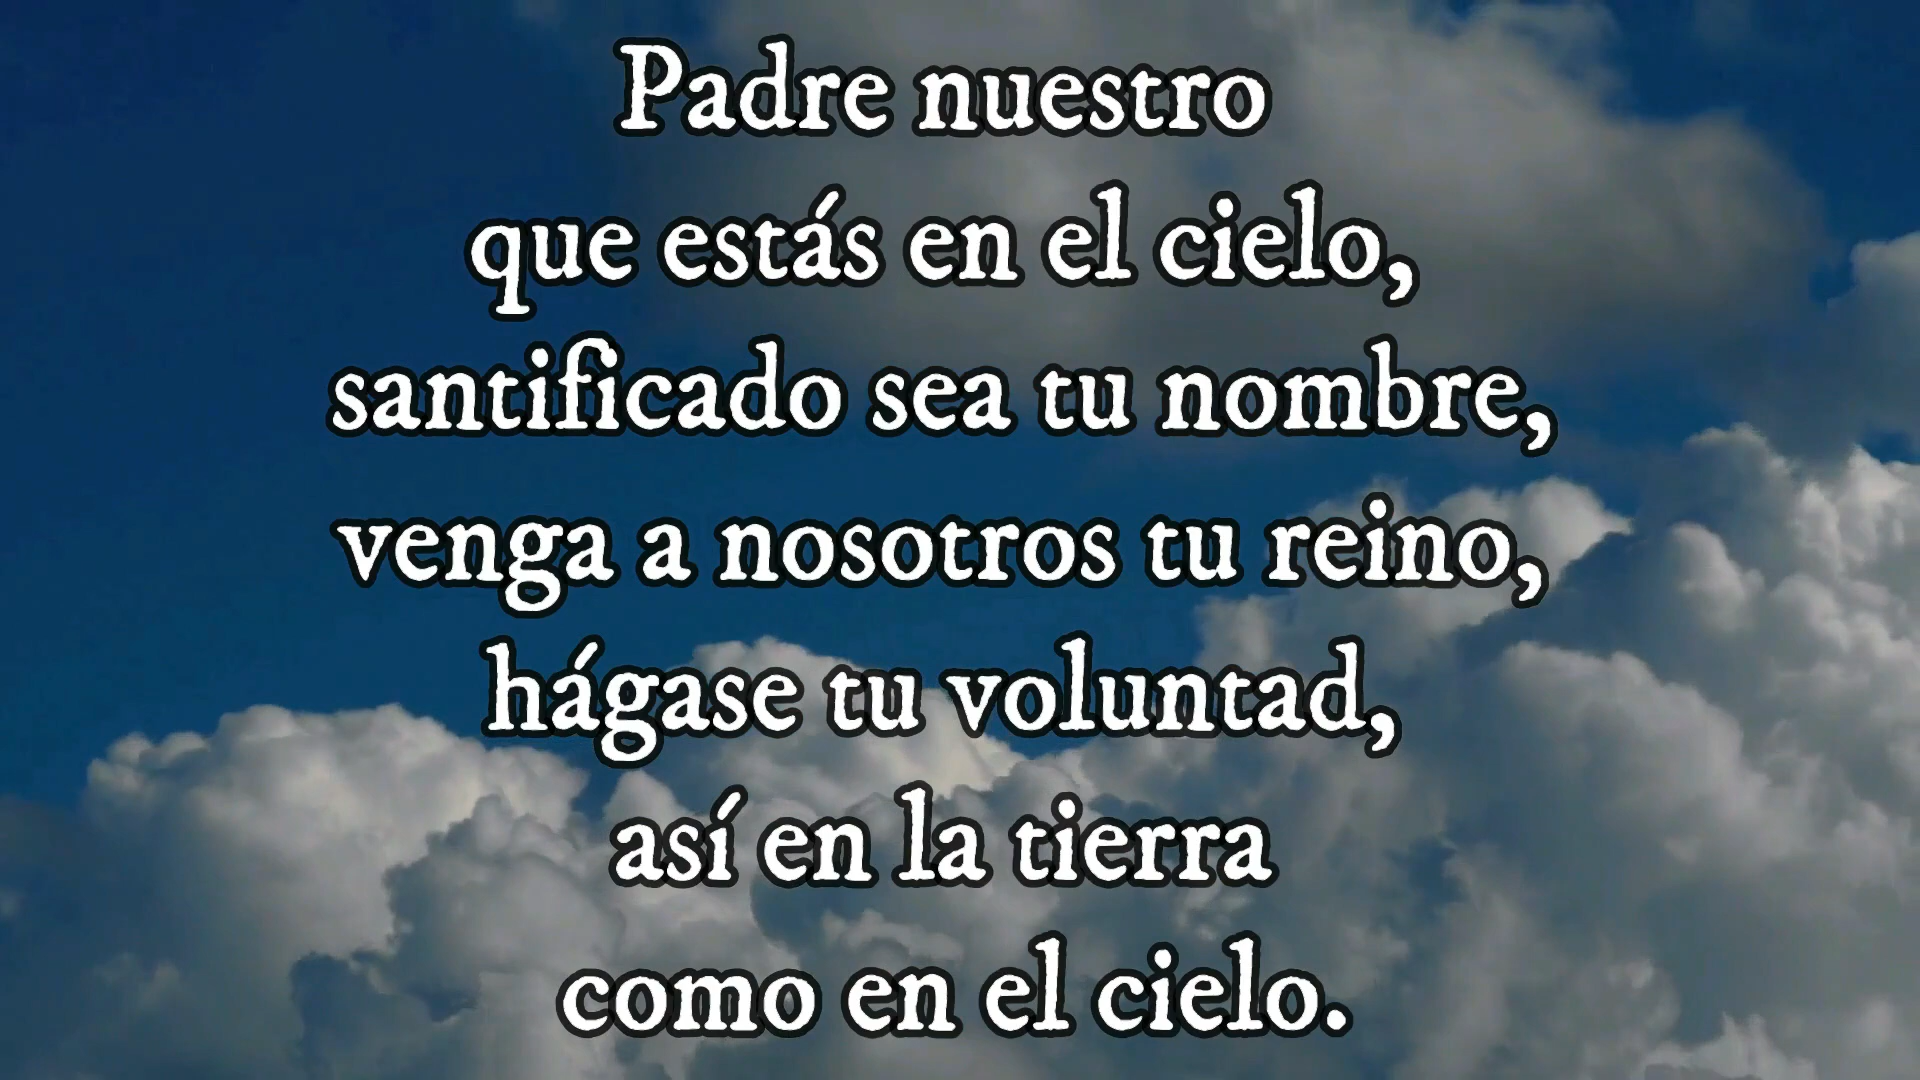 Padre nuestro
que estás en el cielo,
santificado sea tu nombre,
venga a nosotros tu reino,
hágase tu voluntad,
así en la tierra
como en el cielo.